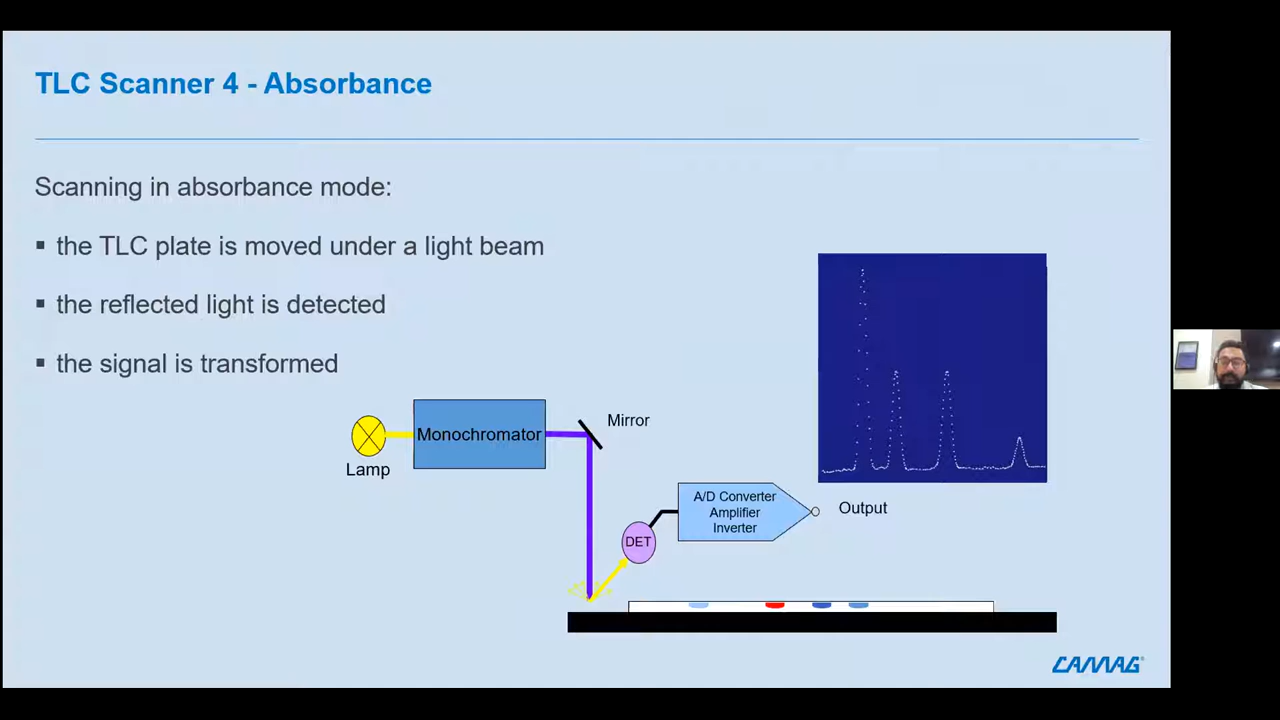 TLC Scanner 4 - Absorbance
Scanning in absorbance mode:
▪ the TLC plate is moved under a light beam
▪ the reflected light is detected
▪ the signal is transformed
Mirror
Monochromator
Lamp
A/D Converter
Amplifier
Inverter
Output
DET
CAMAG